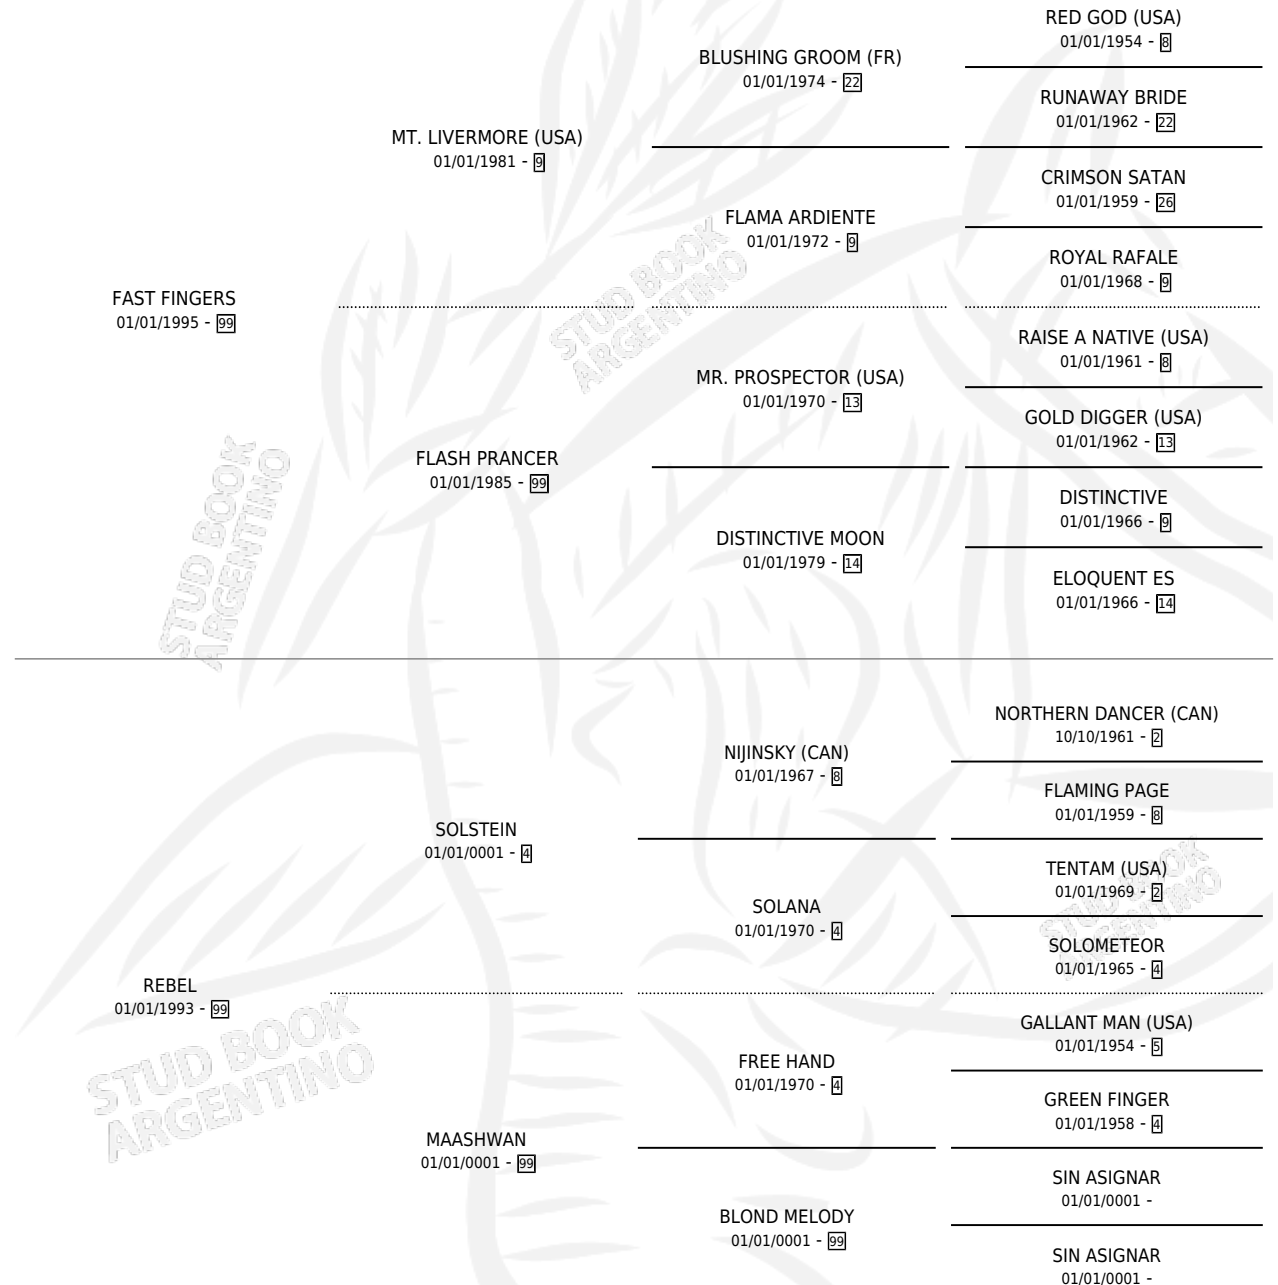 RED GOD (USA)
01/01/1954 - 8
BLUSHING GROOM (FR)
01/01/1974 - 22
RUNAWAY BRIDE
01/01/1962 - 22
MT. LIVERMORE (USA)
01/01/1981 - 9
CRIMSON SATAN
01/01/1959 - 26
FLAMA ARDIENTE
01/01/1972 - 9
ROYAL RAFALE
01/01/1968 - 9
FAST FINGERS
01/01/1995 - 99
RAISE A NATIVE (USA)
01/01/1961 - 8
MR. PROSPECTOR (USA)
01/01/1970 - 13
GOLD DIGGER (USA)
01/01/1962 - 13
FLASH PRANCER
01/01/1985 - 99
DISTINCTIVE
01/01/1966 - 9
DISTINCTIVE MOON
01/01/1979 - 14
ELOQUENT ES
01/01/1966 - 14
NORTHERN DANCER (CAN)
10/10/1961 - 2
NIJINSKY (CAN)
01/01/1967 - 8
FLAMING PAGE
01/01/1959 - 8
SOLSTEIN
01/01/0001 - 4
TENTAM (USA)
01/01/1969 - 2
SOLANA
01/01/1970 - 4
SOLOMETEOR
01/01/1965 - 4
REBEL
01/01/1993 - 99
GALLANT MAN (USA)
01/01/1954 - 5
FREE HAND
01/01/1970 - 4
GREEN FINGER
01/01/1958 - 4
MAASHWAN
01/01/0001 - 99
SIN ASIGNAR
01/01/0001 -
BLOND MELODY
01/01/0001 - 99
SIN ASIGNAR
01/01/0001 -
STUD BOOK
ARGENTINO
STUD BOOK
ARGENTINO
STUD BOOK
ARGENTINO
STUD BOOK
ARGENTINO